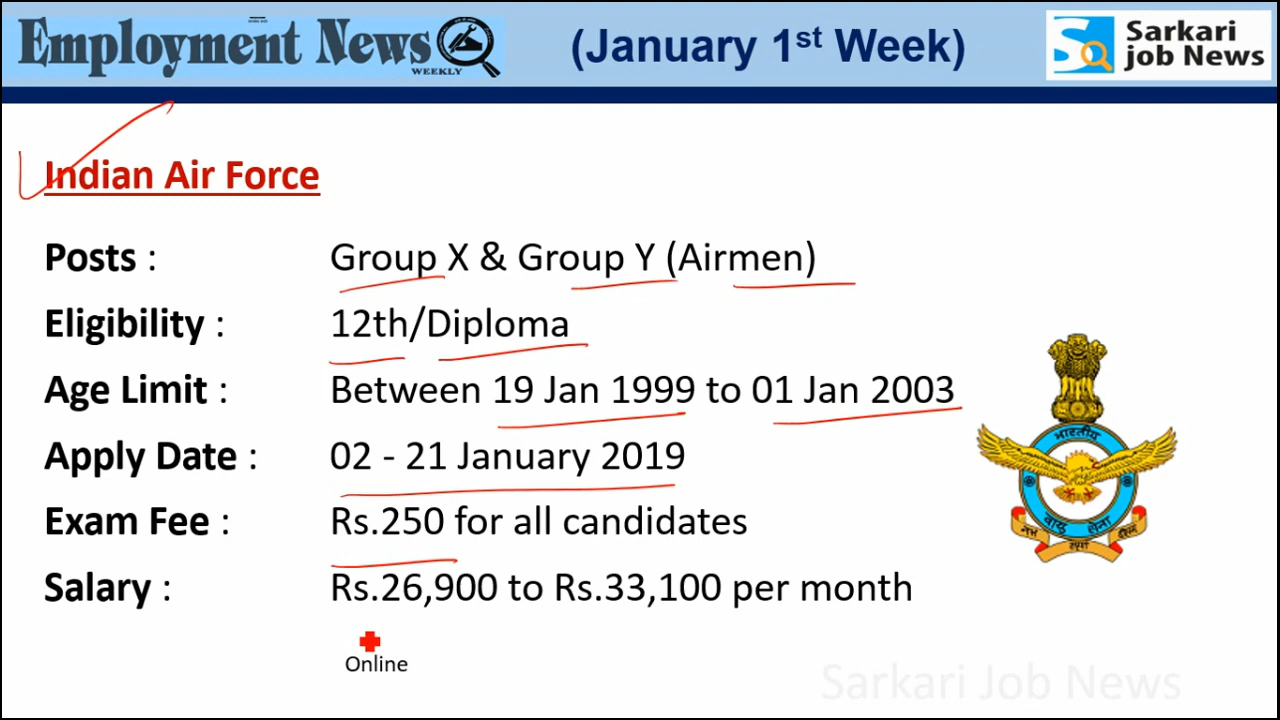 Employment News
WEEKLY
(January 1st Week)
Sarkari
Job News
Indian Air Force
Posts : Group X & Group Y (Airmen)
Eligibility : 12th/Diploma
Age Limit : Between 19 Jan 1999 to 01 Jan 2003
Apply Date : 02 - 21 January 2019
Exam Fee : Rs.250 for all candidates
Salary : Rs.26,900 to Rs.33,100 per month
Online
भारतीय
वायु सेना
Sarkari Job News